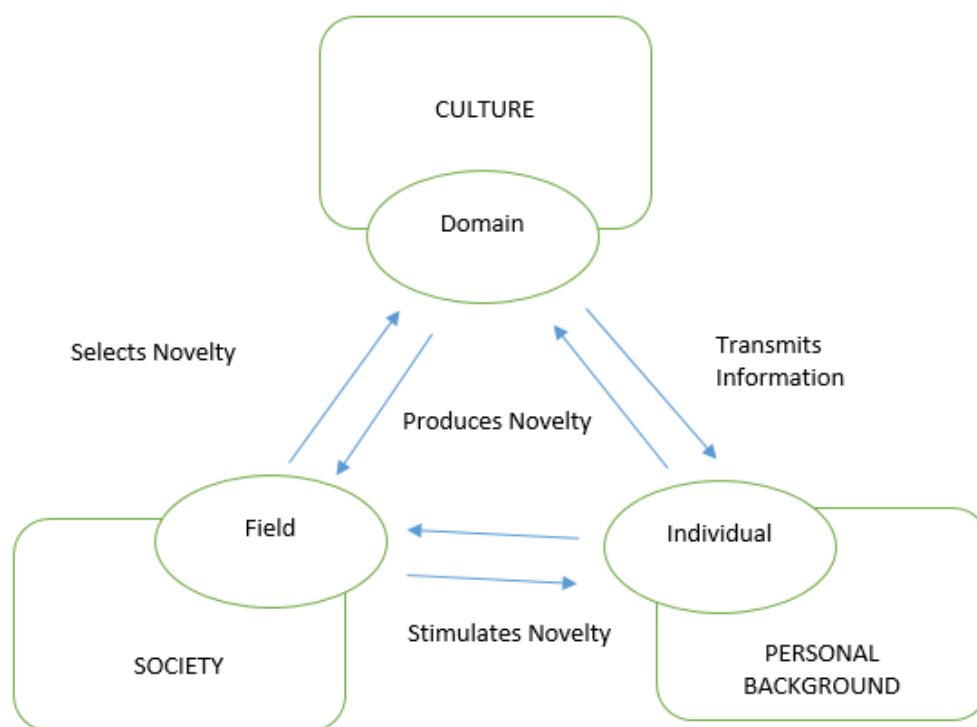 CULTURE
Domain
Selects Novelty
Transmits
Information
Produces Novelty
Field
Individual
Stimulates Novelty
SOCIETY
PERSONAL
BACKGROUND